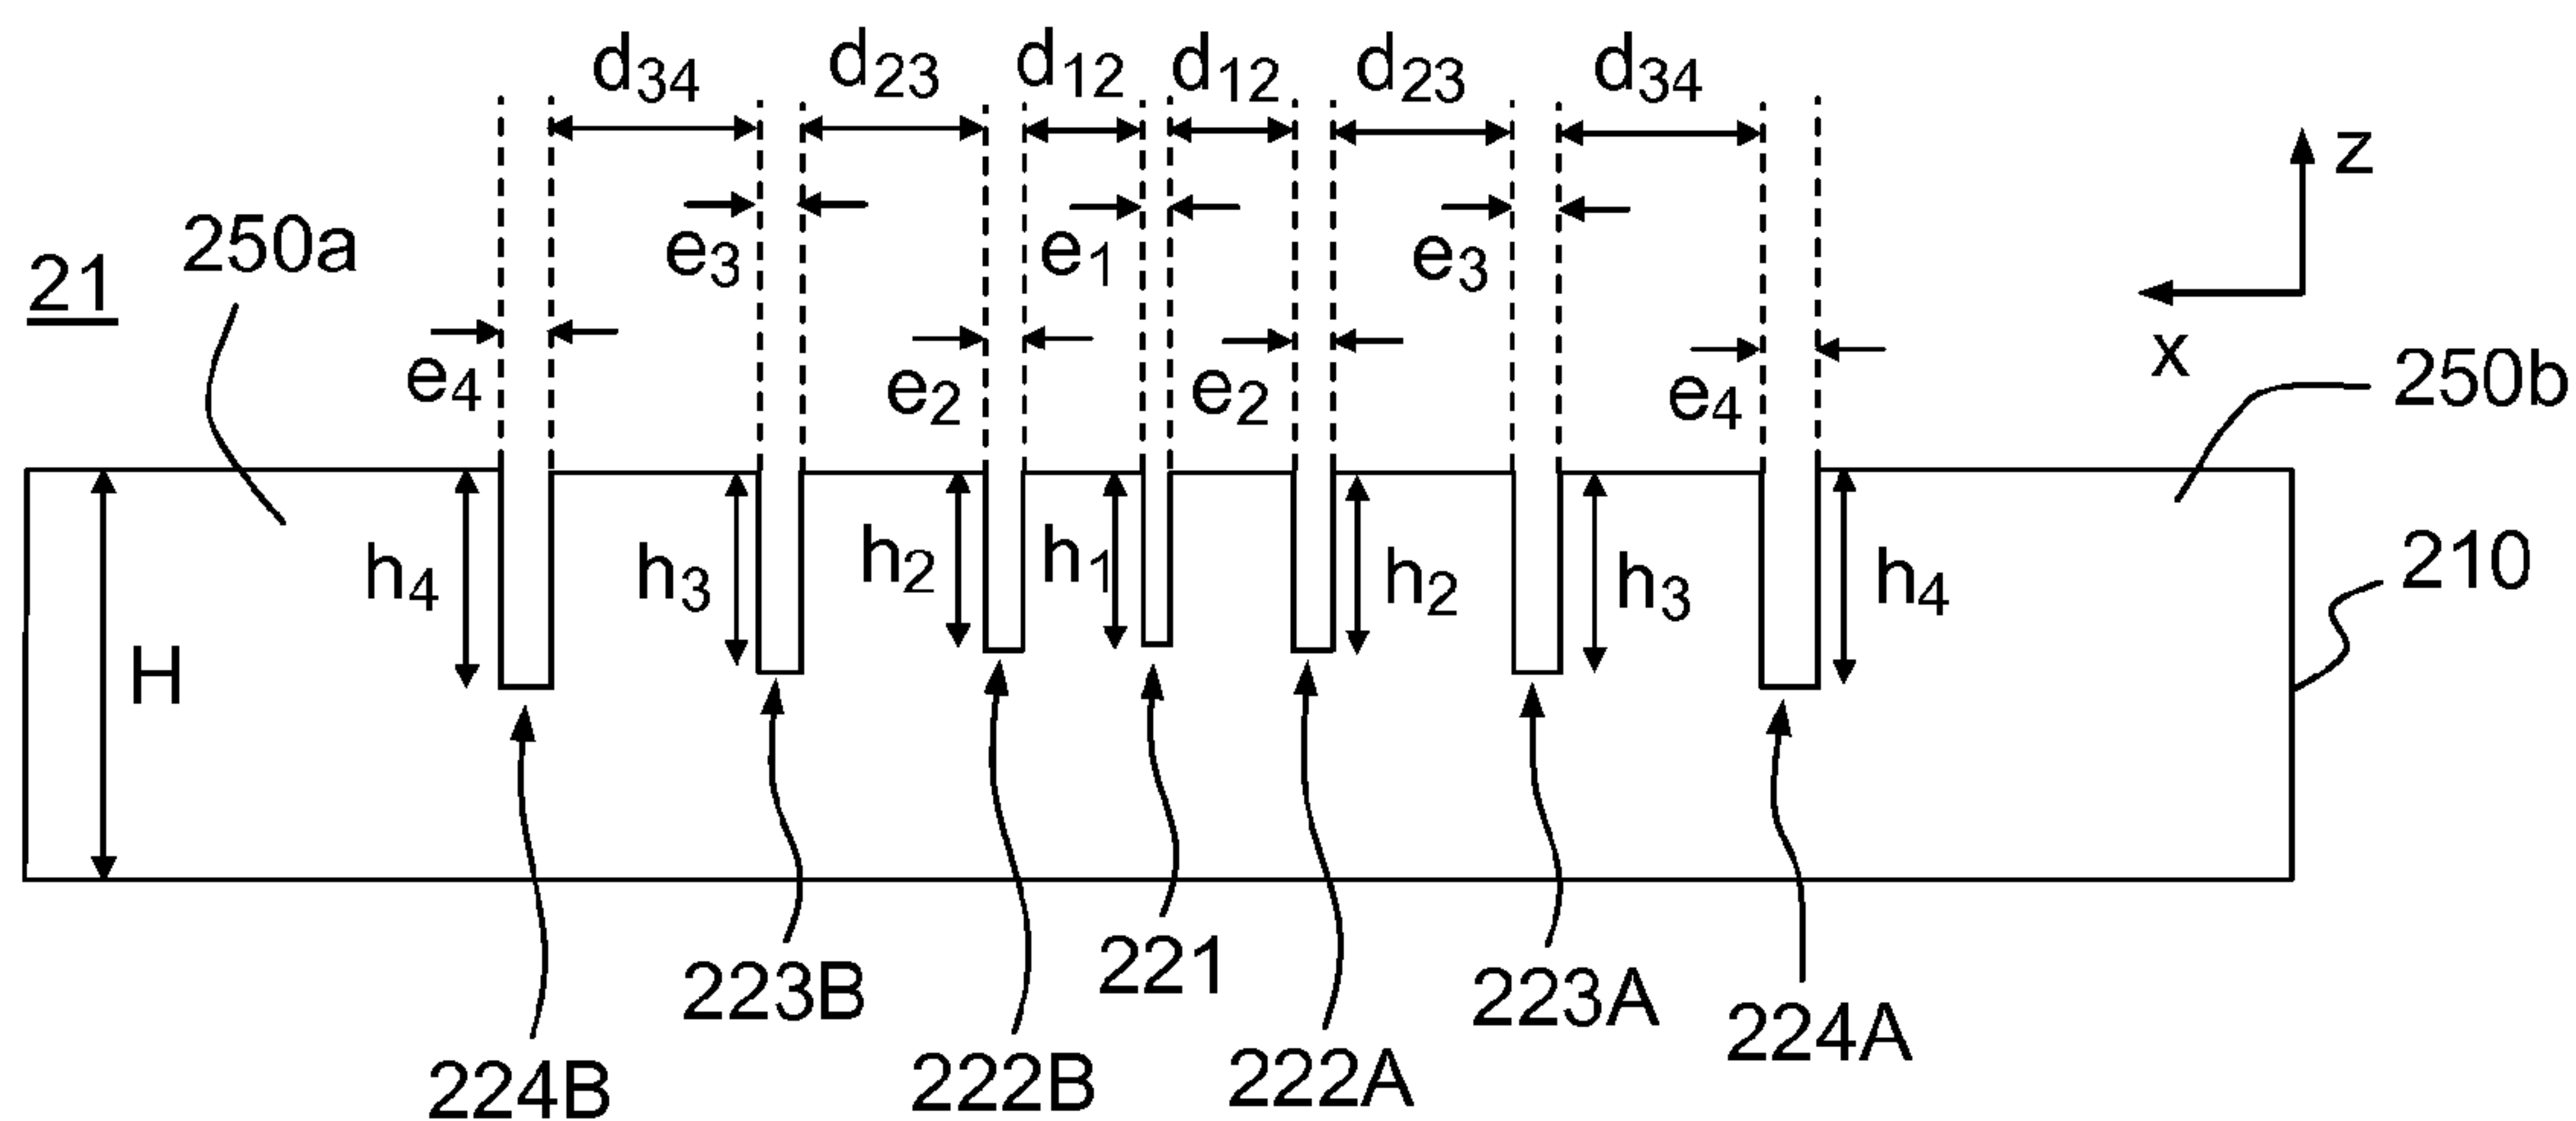 d34 d23 d12 d12 d23 d34
z
250a e3 e1 e3
21
x
e4 e2 e2 e4 250b
h4 h3 h2 h1 h2 h3 h4 210
H
223B 221 223A
224B 222B 222A 224A